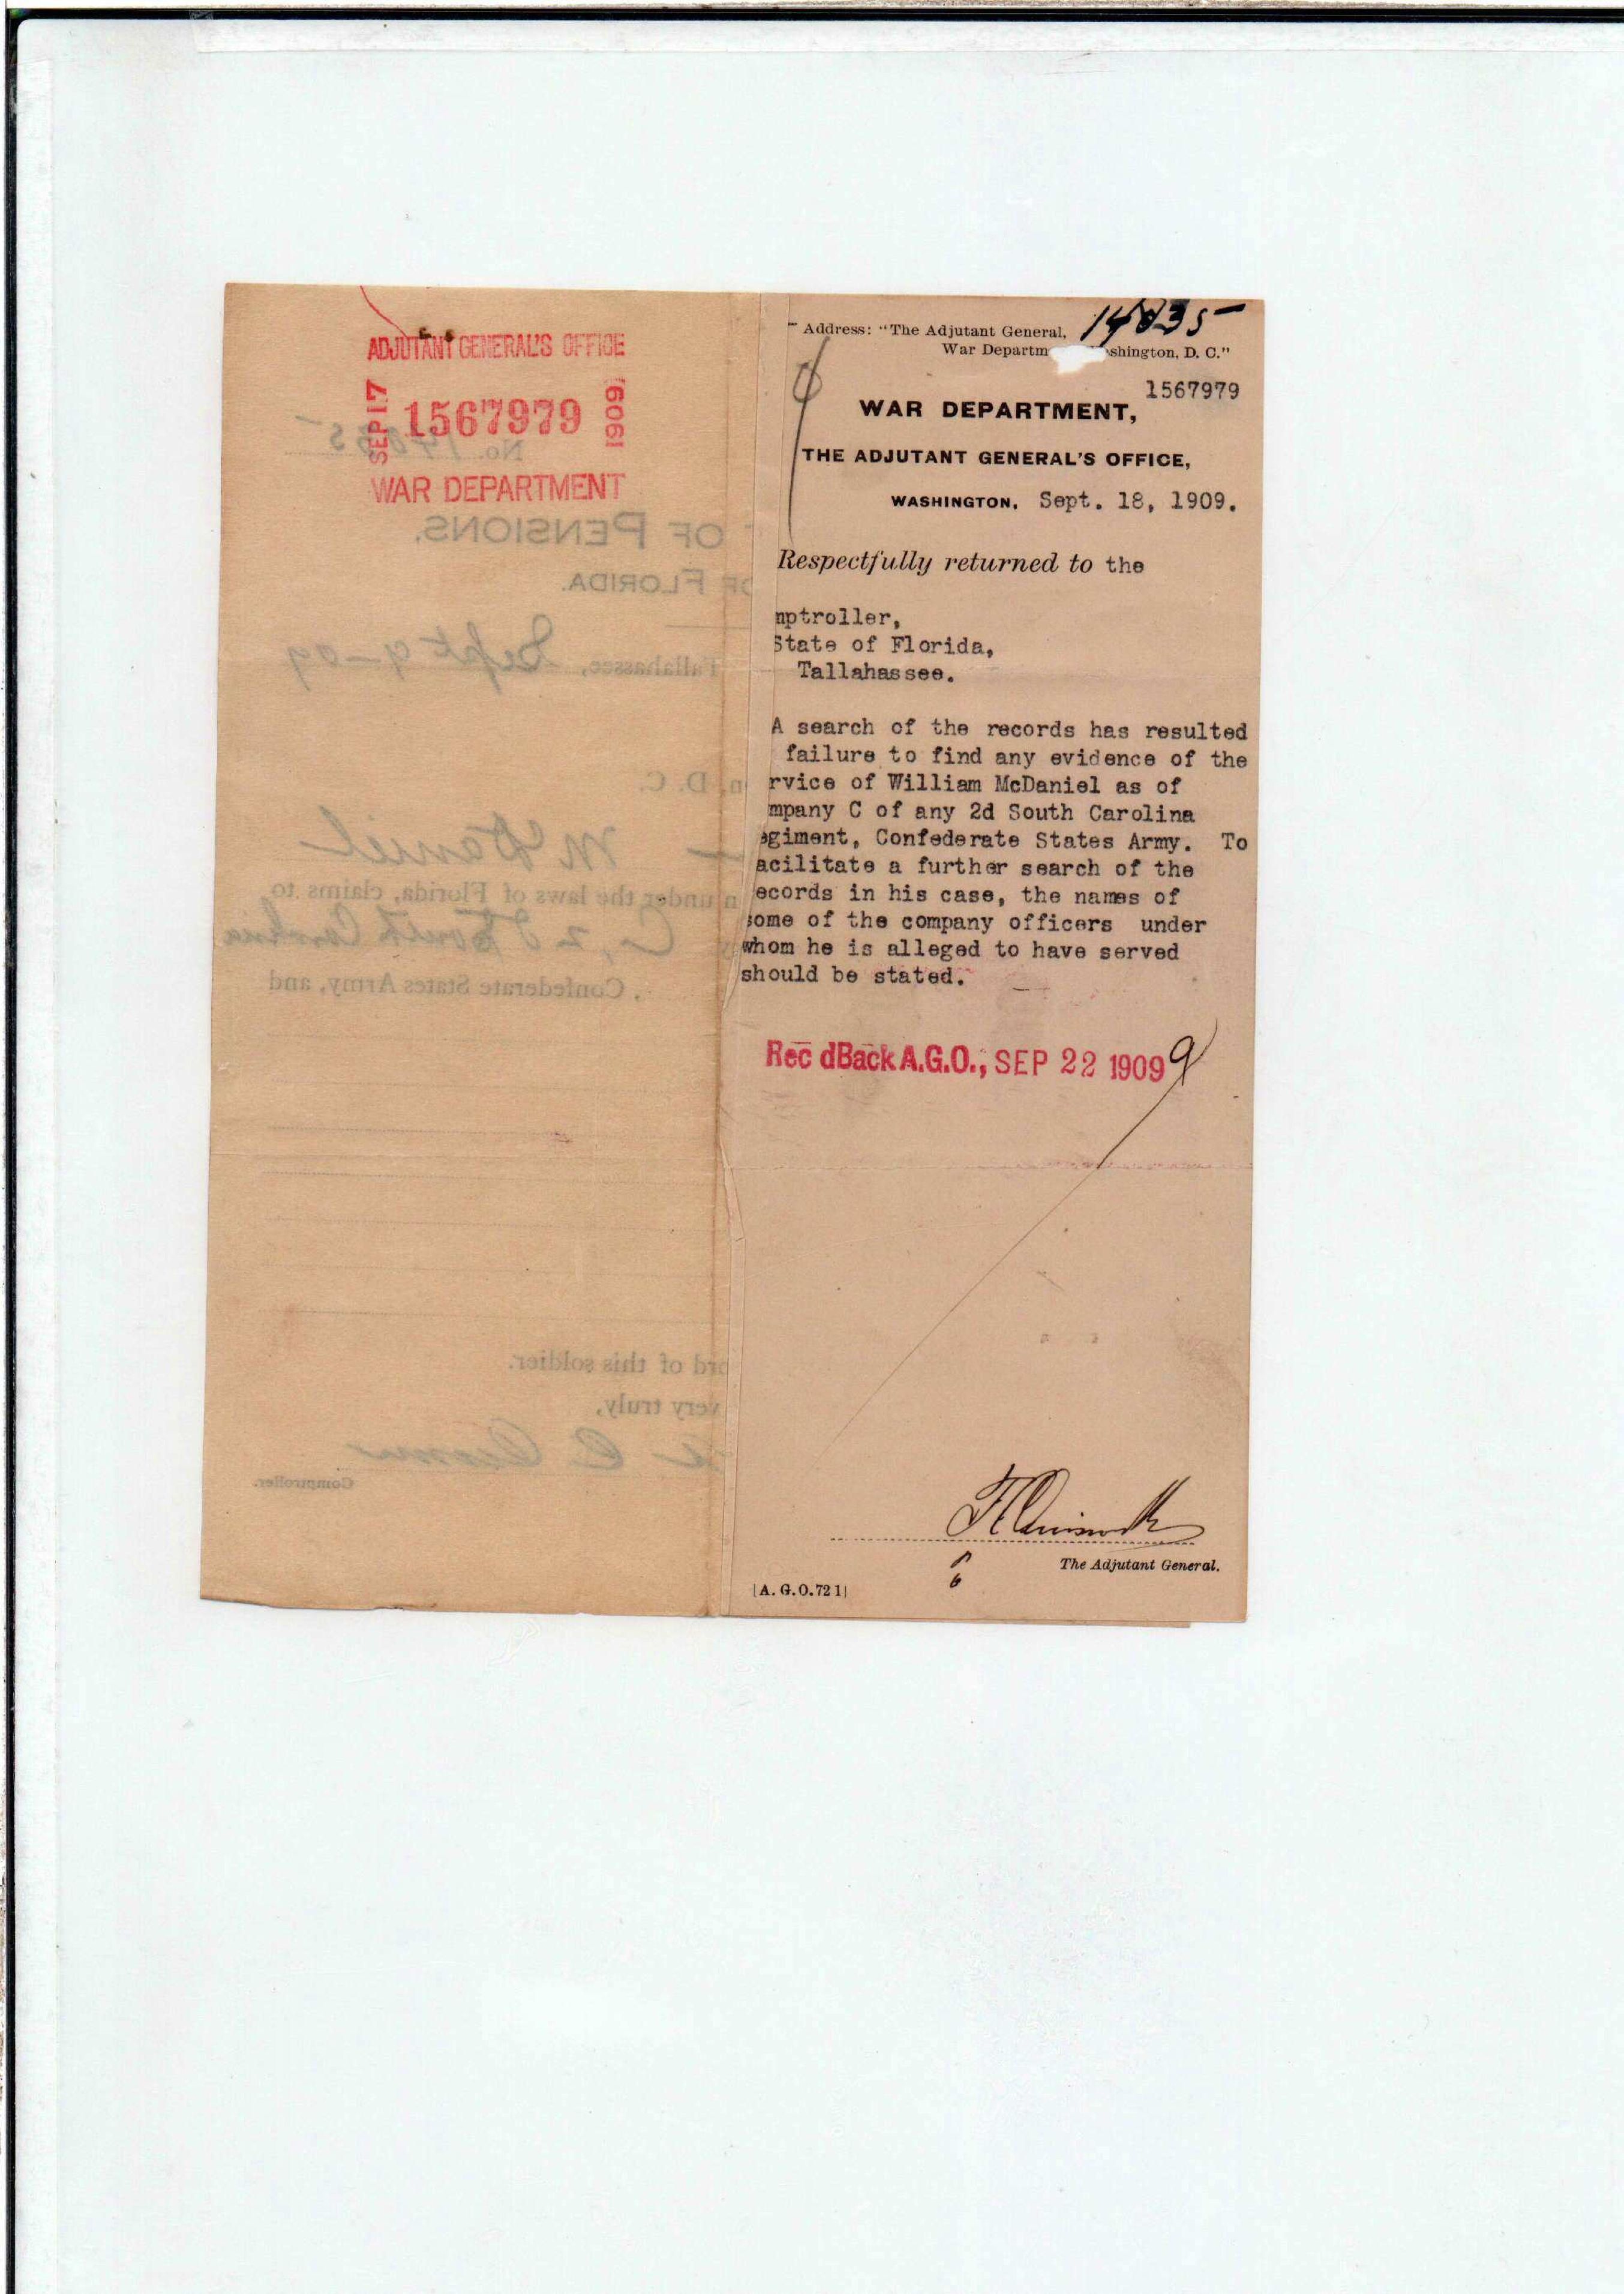 ADJUTANT GENERAL'S OFFICE
SEP 17 1567979 1909
No. 14835
WAR DEPARTMENT
OF PENSIONS.
OF FLORIDA.
Tallahassee, Sept 9-09
n, D. C.
McDaniel
n under the laws of Florida, claims to
C, 2d South Carolina
, Confederate States Army, and
ord of this soldier.
very truly,
Comptroller.
Address: "The Adjutant General,
14835
War Departm shington, D. C."
1567979
WAR DEPARTMENT,
THE ADJUTANT GENERAL'S OFFICE,
WASHINGTON, Sept. 18, 1909.
Respectfully returned to the
mptroller,
State of Florida,
Tallahassee.
A search of the records has resulted
failure to find any evidence of the
rvice of William McDaniel as of
mpany C of any 2d South Carolina
egiment, Confederate States Army. To
acilitate a further search of the
ecords in his case, the names of
some of the company officers under
whom he is alleged to have served
should be stated.
Rec'd Back A.G.O., SEP 22 1909
The Adjutant General.
[A. G. O. 721]